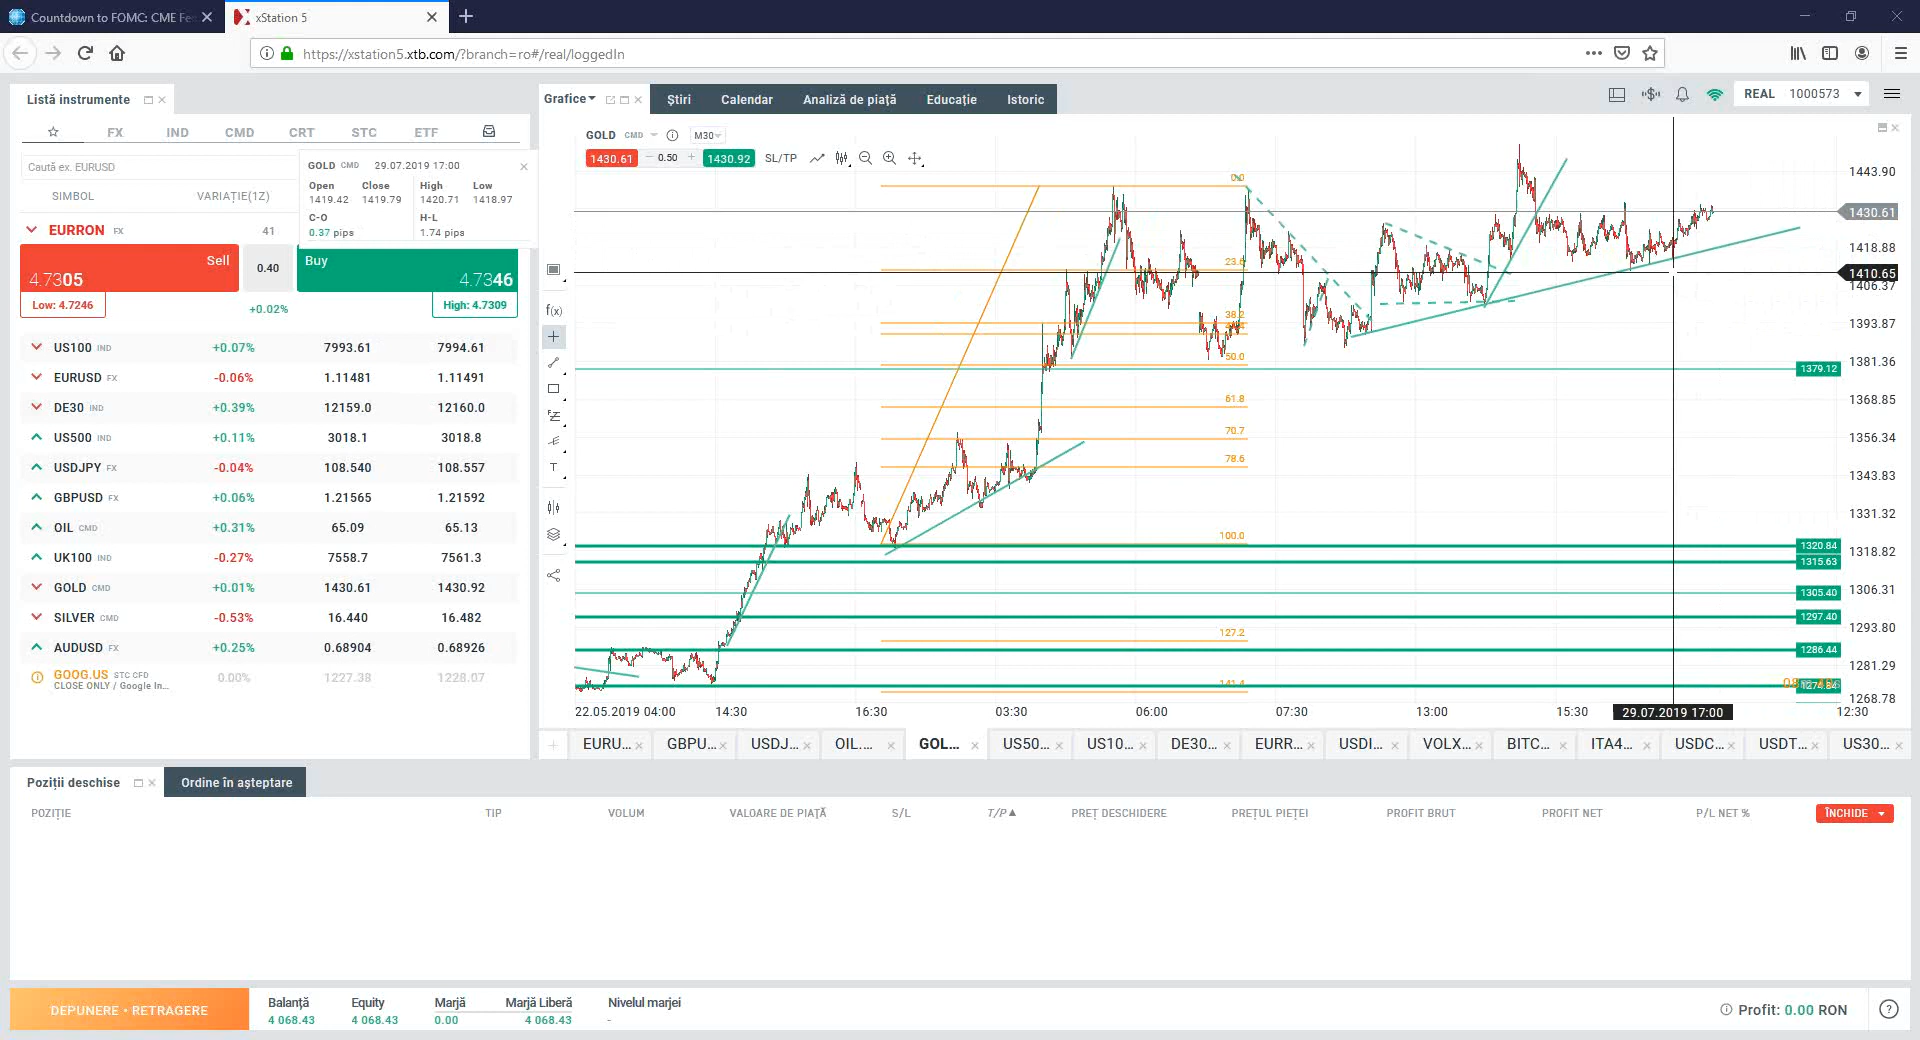 Countdown to FOMC: CME Fe
xStation 5
https://xstation5.xtb.com/?branch=ro#/real/loggedIn
Listă instrumente
FX IND CMD CRT STC ETF
Caută ex. EURUSD
SIMBOL VARIAȚIE(1Z)
EURRON FX 41
Sell
4.7305
0.40
Buy
4.7346
Low: 4.7246
+0.02%
High: 4.7309
US100 IND +0.07% 7993.61 7994.61
EURUSD FX -0.06% 1.11481 1.11491
DE30 IND +0.39% 12159.0 12160.0
US500 IND +0.11% 3018.1 3018.8
USDJPY FX -0.04% 108.540 108.557
GBPUSD FX +0.06% 1.21565 1.21592
OIL CMD +0.31% 65.09 65.13
UK100 IND -0.27% 7558.7 7561.3
GOLD CMD +0.01% 1430.61 1430.92
SILVER CMD -0.53% 16.440 16.482
AUDUSD FX +0.25% 0.68904 0.68926
GOOG.US STC CFD 0.00% 1227.38 1228.07
CLOSE ONLY / Google In...
GOLD CMD 29.07.2019 17:00
Open Close High Low
1419.42 1419.79 1420.71 1418.97
C-O H-L
0.37 pips 1.74 pips
Grafice Știri Calendar Analiză de piață Educație Istoric
REAL 1000573
GOLD CMD M30
1430.61 0.50 1430.92 SL/TP
f(x)
T
0.0
23.6
38.2
50.0
61.8
70.7
78.6
100.0
127.2
141.4
1443.90
1430.61
1418.88
1410.65
1406.37
1393.87
1381.36
1379.12
1368.85
1356.34
1343.83
1331.32
1320.84
1318.82
1315.63
1305.40
1306.31
1297.40
1293.80
1286.44
1281.29
1268.78
22.05.2019 04:00 14:30 16:30 03:30 06:00 07:30 13:00 15:30 29.07.2019 17:00 12:30
EURU... GBPU... USDJ... OIL.... GOL... US50... US10... DE30... EURR... USDI... VOLX... BITC... ITA4... USDC... USDT... US30...
Poziții deschise Ordine în așteptare
POZIȚIE TIP VOLUM VALOARE DE PIAȚĂ S/L T/P PREȚ DESCHIDERE PREȚUL PIEȚEI PROFIT BRUT PROFIT NET P/L NET % ÎNCHIDE
DEPUNERE • RETRAGERE
Balanță Equity Marjă Marjă Liberă Nivelul marjei
4 068.43 4 068.43 0.00 4 068.43 -
Profit: 0.00 RON